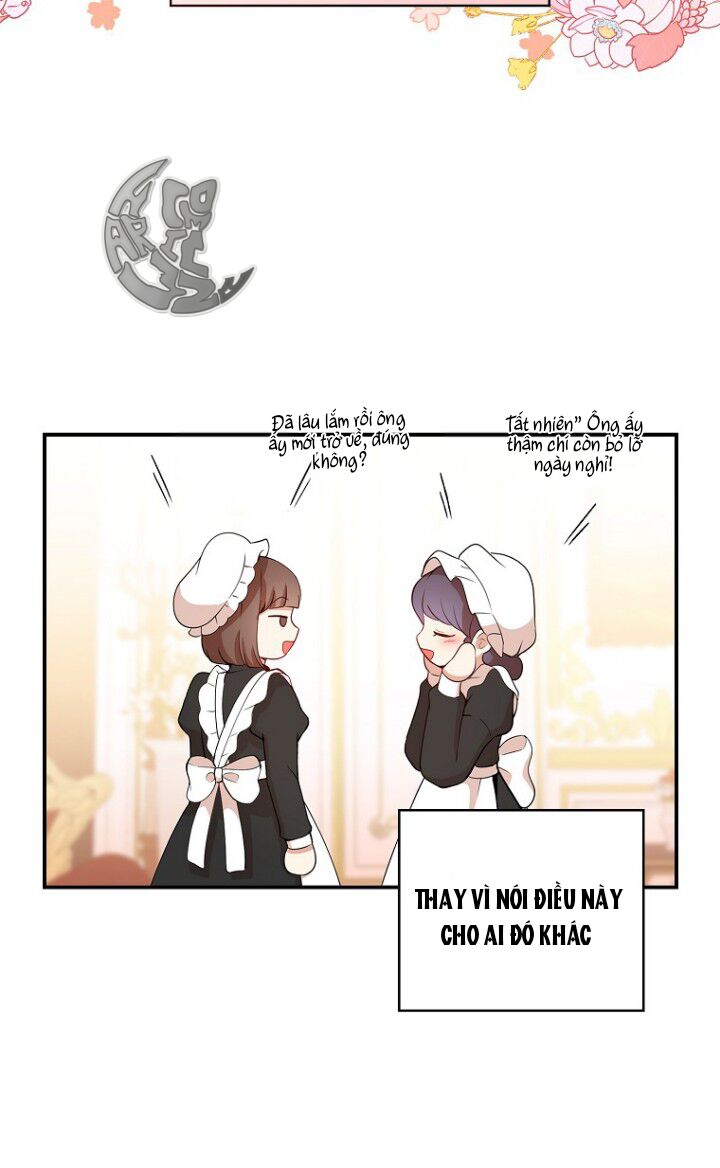 Đã lâu lắm rồi ông
ấy mới trở về, đúng
không?
Tất nhiên” Ông ấy
thậm chí còn bỏ lỡ
ngày nghỉ!
THAY VÌ NÓI ĐIỀU NÀY
CHO AI ĐÓ KHÁC